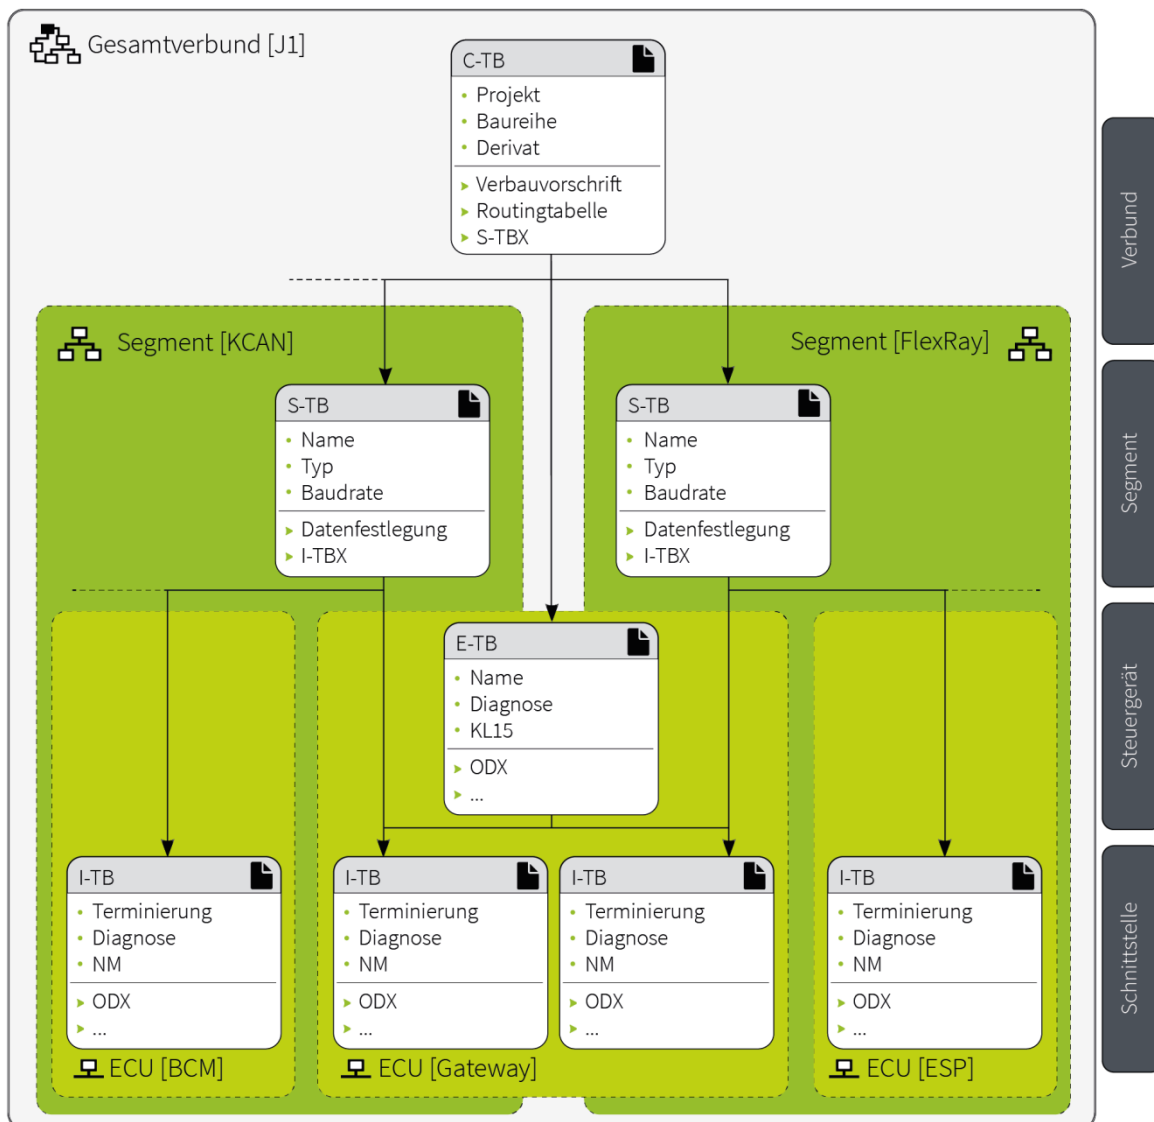 Gesamtverbund [J1]
C-TB
Projekt
Baureihe
Derivat
Verbauvorschrift
Routingtabelle
S-TBX
Verbund
Segment [KCAN]
Segment [FlexRay]
S-TB
Name
Typ
Baudrate
Datenfestlegung
I-TBX
S-TB
Name
Typ
Baudrate
Datenfestlegung
I-TBX
Segment
E-TB
Name
Diagnose
KL15
ODX
...
Steuergerät
I-TB
Terminierung
Diagnose
NM
ODX
...
ECU [BCM]
I-TB
Terminierung
Diagnose
NM
ODX
...
I-TB
Terminierung
Diagnose
NM
ODX
...
ECU [Gateway]
I-TB
Terminierung
Diagnose
NM
ODX
...
ECU [ESP]
Schnittstelle